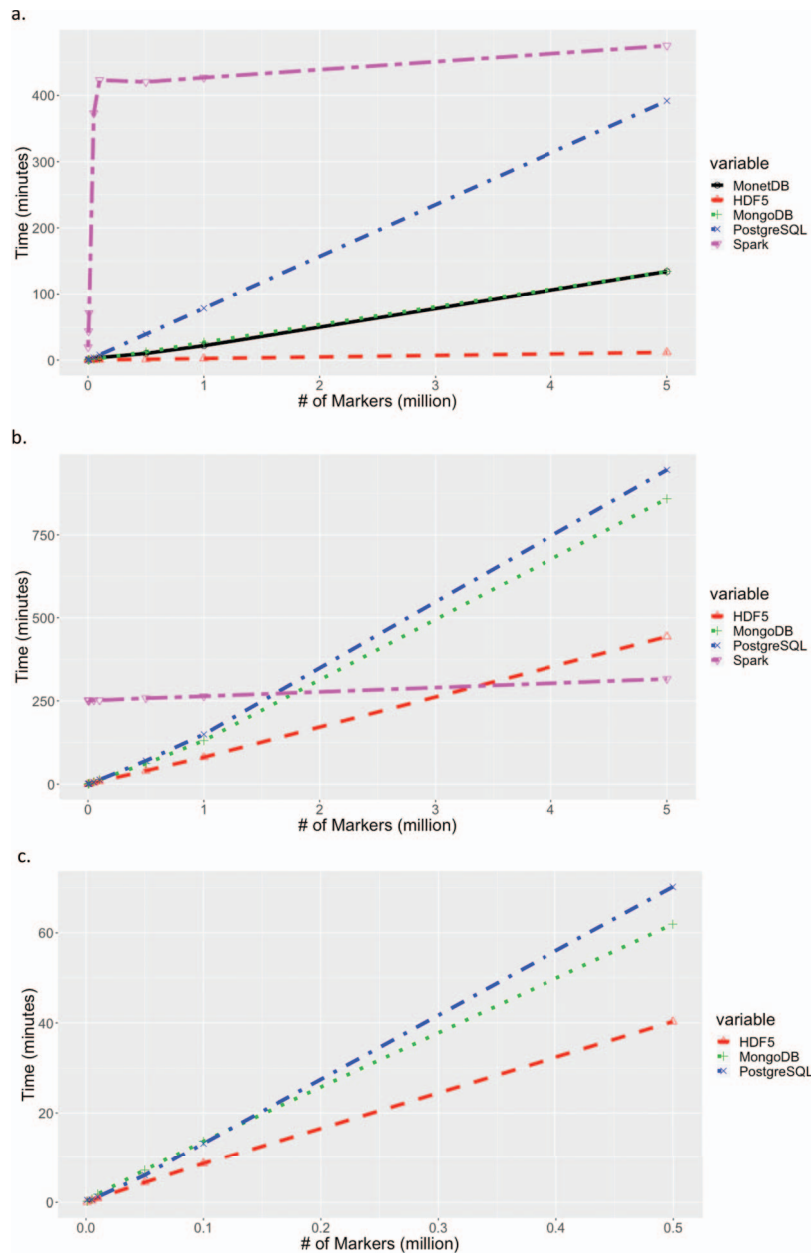 a.
400
300
200
100
0
Time (minutes)
0
1
2
3
4
5
# of Markers (million)
variable
MonetDB
HDF5
MongoDB
PostgreSQL
Spark
b.
750
500
250
0
Time (minutes)
0
1
2
3
4
5
# of Markers (million)
variable
HDF5
MongoDB
PostgreSQL
Spark
c.
60
40
20
0
Time (minutes)
0.0
0.1
0.2
0.3
0.4
0.5
# of Markers (million)
variable
HDF5
MongoDB
PostgreSQL